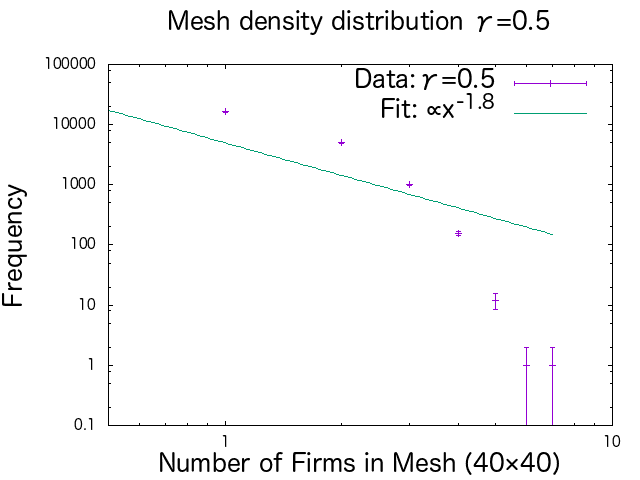 Mesh density distribution r=0.5
100000
10000
1000
100
10
1
0.1
Frequency
Data: r=0.5
Fit: ∝x^-1.8
1 10
Number of Firms in Mesh (40×40)